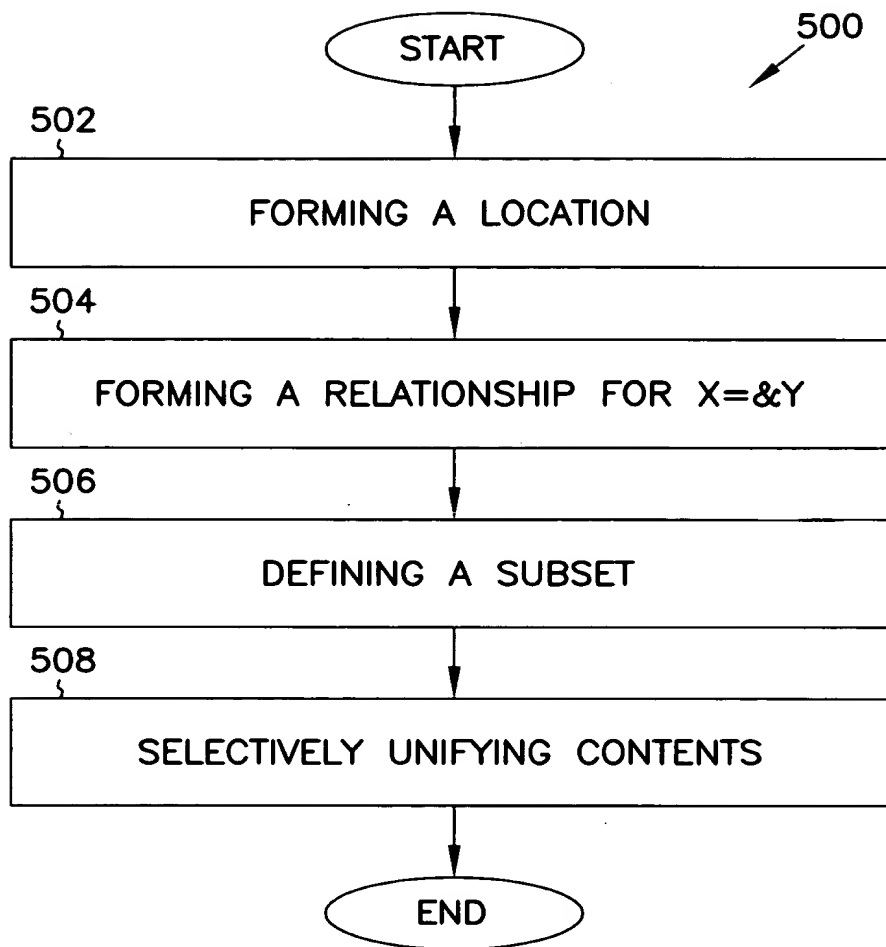 START
500
502
FORMING A LOCATION
504
FORMING A RELATIONSHIP FOR X=&Y
506
DEFINING A SUBSET
508
SELECTIVELY UNIFYING CONTENTS
END